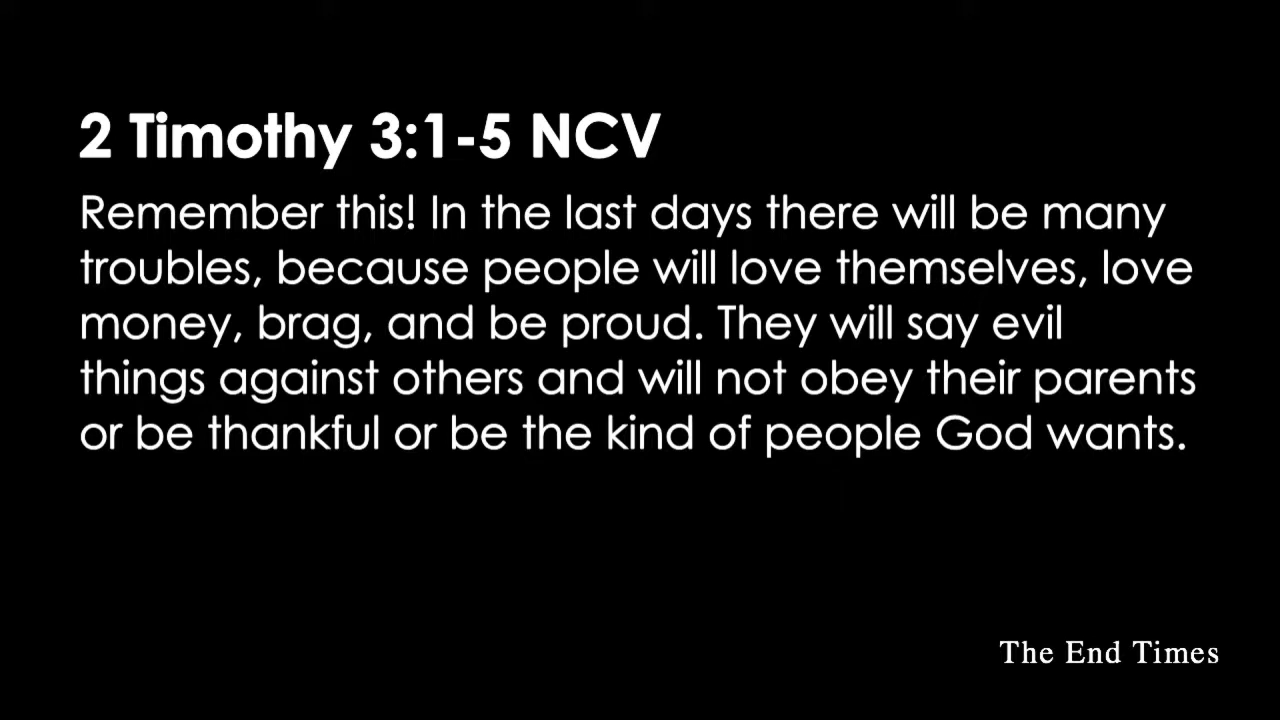 2 Timothy 3:1-5 NCV
Remember this! In the last days there will be many
troubles, because people will love themselves, love
money, brag, and be proud. They will say evil
things against others and will not obey their parents
or be thankful or be the kind of people God wants.
The End Times